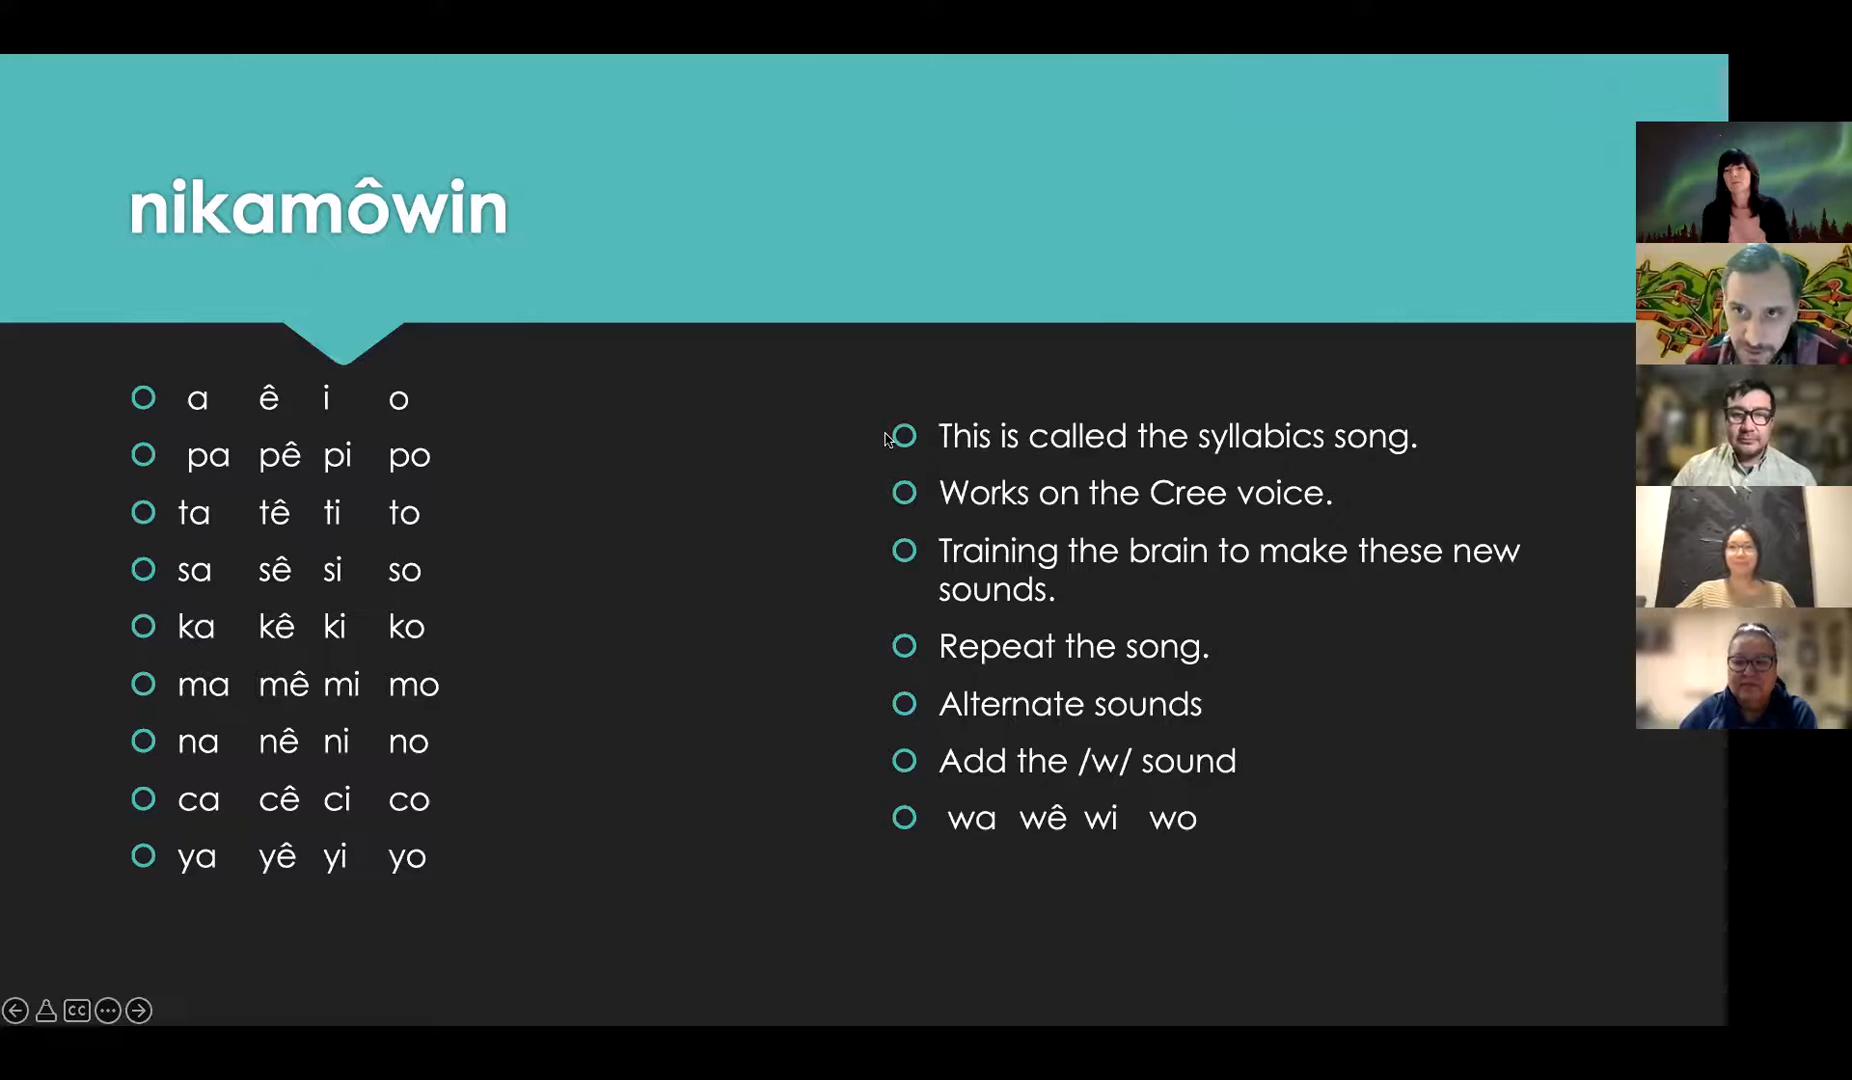 nikamôwin
a ê i o
pa pê pi po
ta tê ti to
sa sê si so
ka kê ki ko
ma mê mi mo
na nê ni no
ca cê ci co
ya yê yi yo
This is called the syllabics song.
Works on the Cree voice.
Training the brain to make these new
sounds.
Repeat the song.
Alternate sounds
Add the /w/ sound
wa wê wi wo
CC